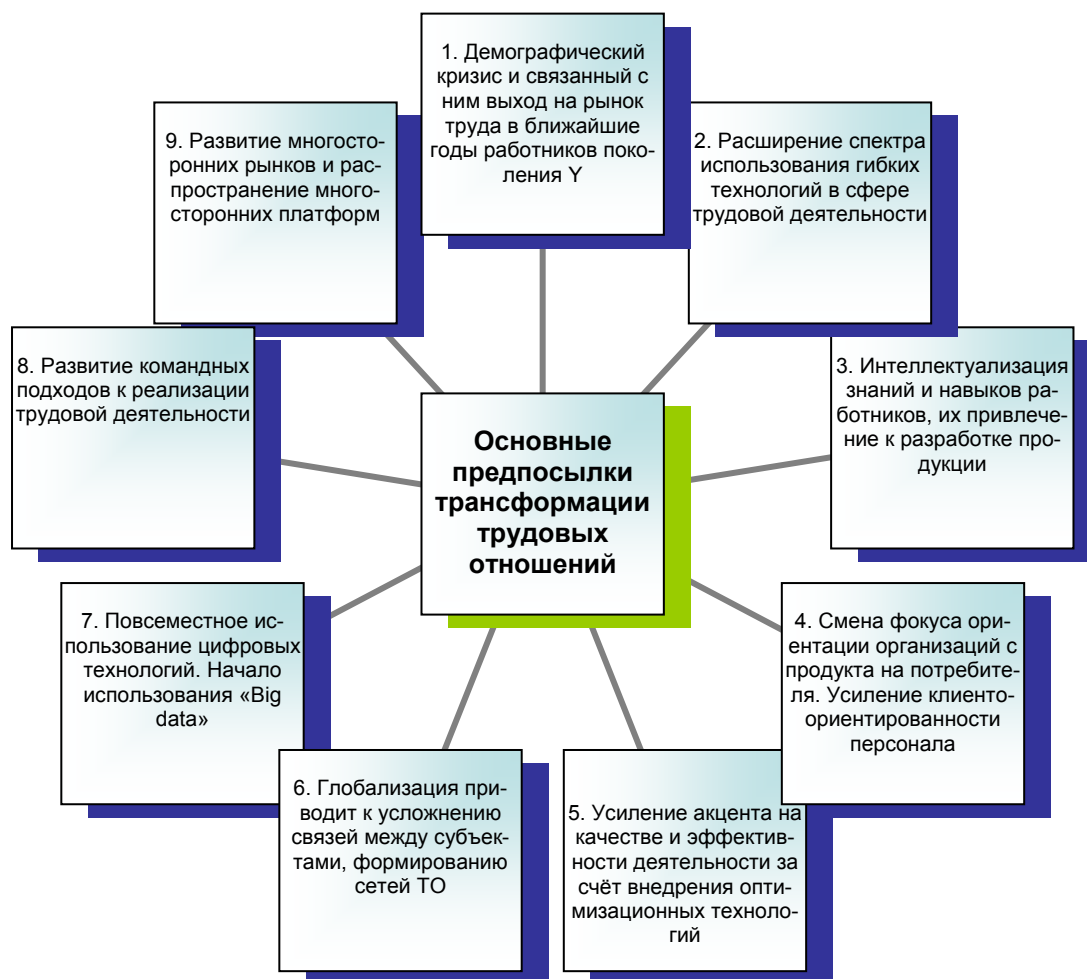 1. Демографический
кризис и связанный с
ним выход на рынок
труда в ближайшие
годы работников поко-
ления Y
2. Расширение спектра
использования гибких
технологий в сфере
трудовой деятельности
3. Интеллектуализация
знаний и навыков ра-
ботников, их привлече-
ние к разработке про-
дукции
4. Смена фокуса ори-
ентации организаций с
продукта на потребите-
ля. Усиление клиенто-
ориентированности
персонала
5. Усиление акцента на
качестве и эффектив-
ности деятельности за
счёт внедрения опти-
мизационных техноло-
гий
6. Глобализация при-
водит к усложнению
связей между субъек-
тами, формированию
сетей ТО
7. Повсеместное ис-
пользование цифровых
технологий. Начало
использования «Big
data»
8. Развитие командных
подходов к реализации
трудовой деятельности
9. Развитие многосто-
ронних рынков и рас-
пространение много-
сторонних платформ
Основные
предпосылки
трансформации
трудовых
отношений